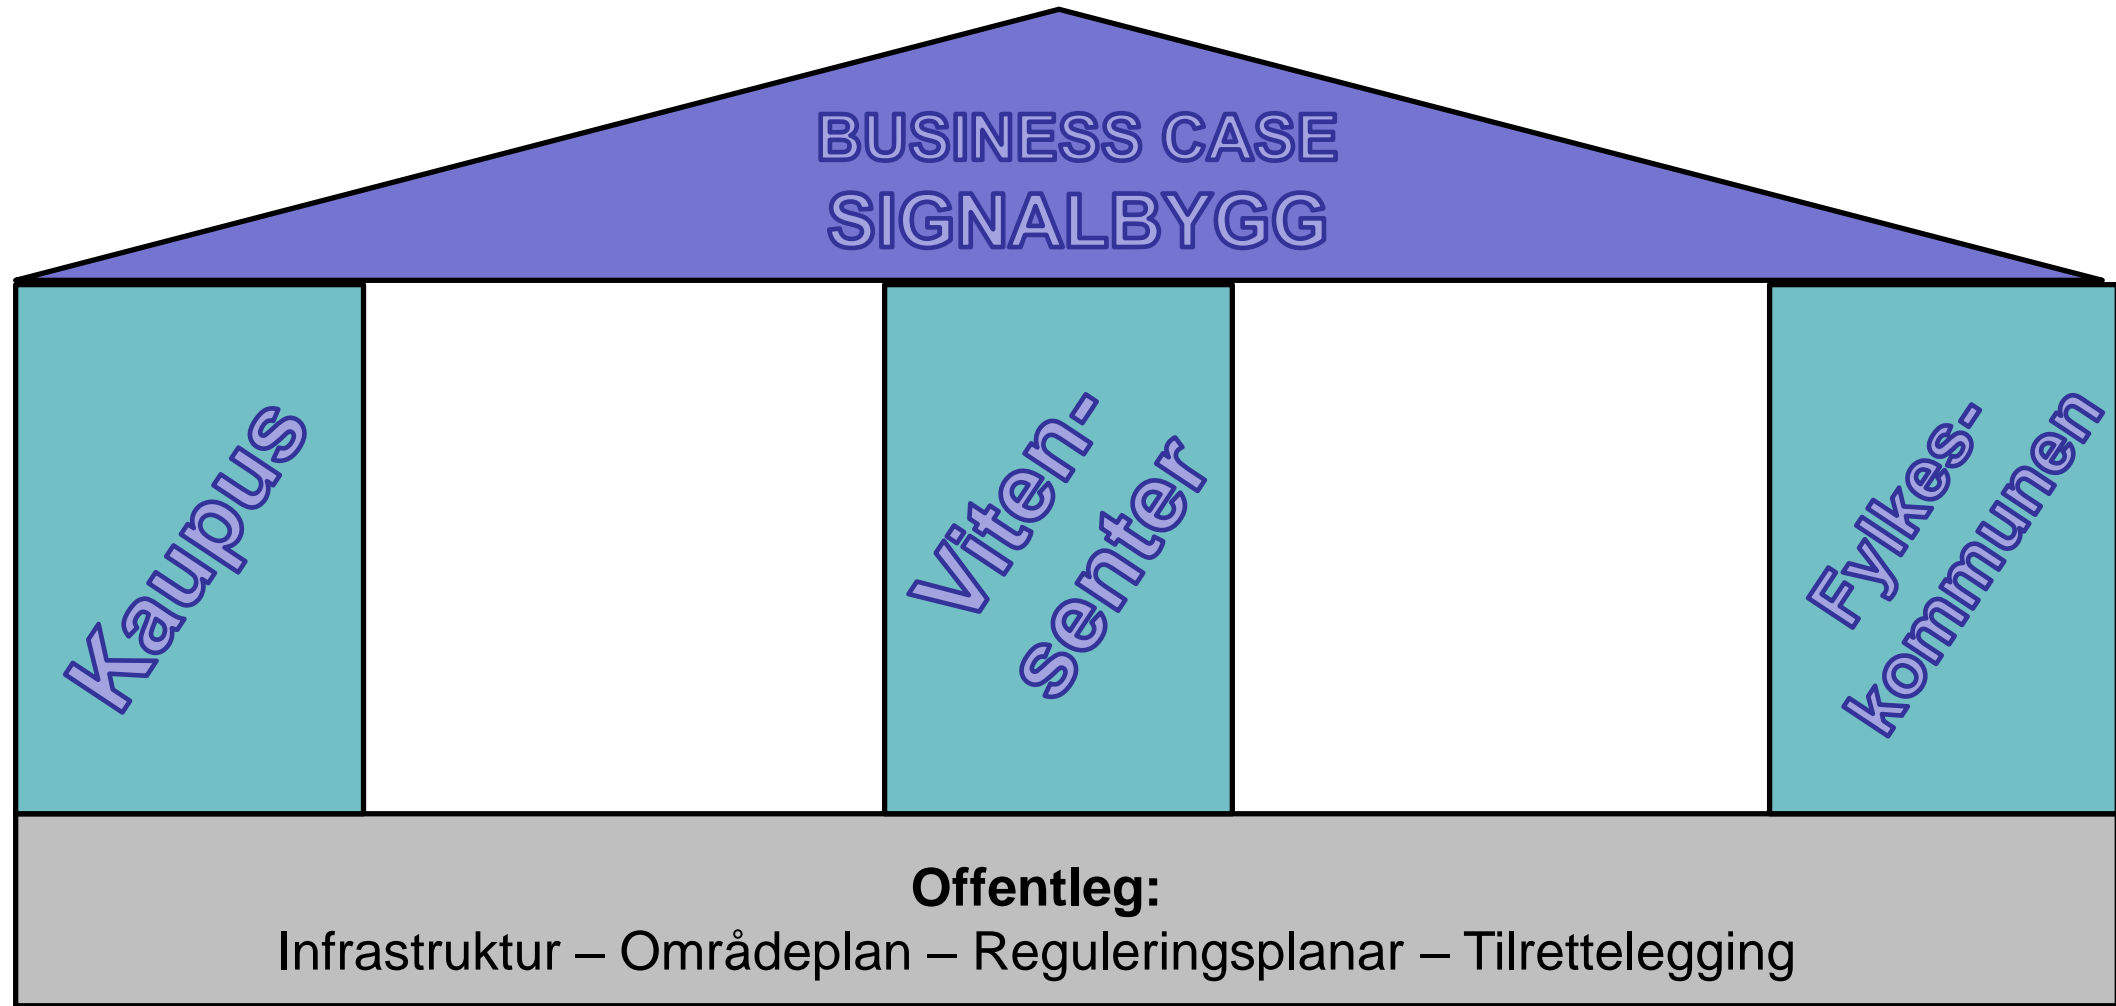 BUSINESS CASE
SIGNALBYGG
Kaupus
Viten-
senter
Fylkes-
kommunen
Offentleg:
Infrastruktur – Områdeplan – Reguleringsplanar – Tilrettelegging